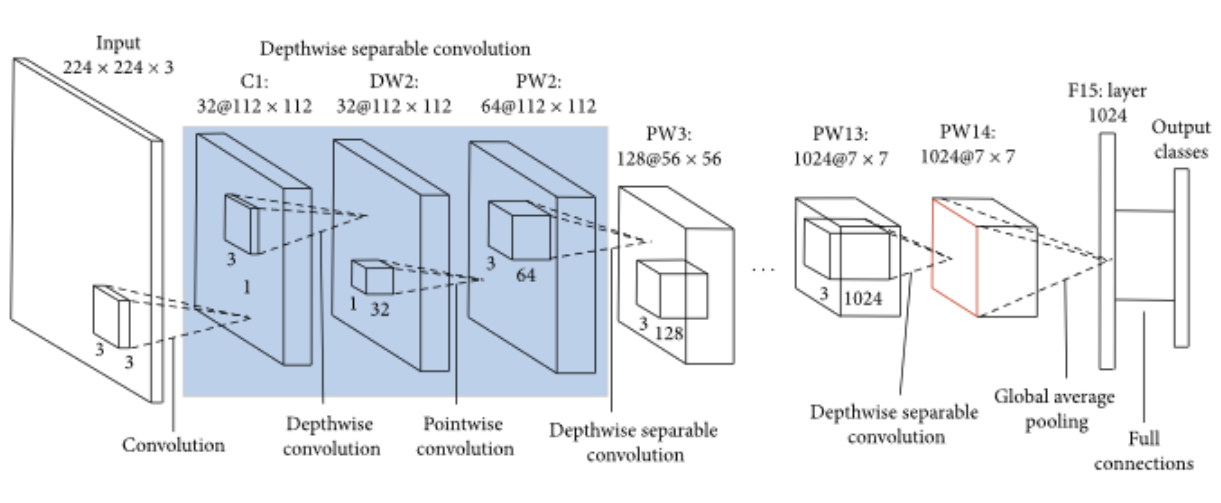 Input
224 × 224 × 3
Depthwise separable convolution
C1:
32@112 × 112
DW2:
32@112 × 112
PW2:
64@112 × 112
PW3:
128@56 × 56
PW13:
1024@7 × 7
PW14:
1024@7 × 7
F15: layer
1024
Output
classes
3
3
3
1
1
32
3
64
3
128
...
3
1024
Convolution
Depthwise
convolution
Pointwise
convolution
Depthwise separable
convolution
Depthwise separable
convolution
Global average
pooling
Full
connections